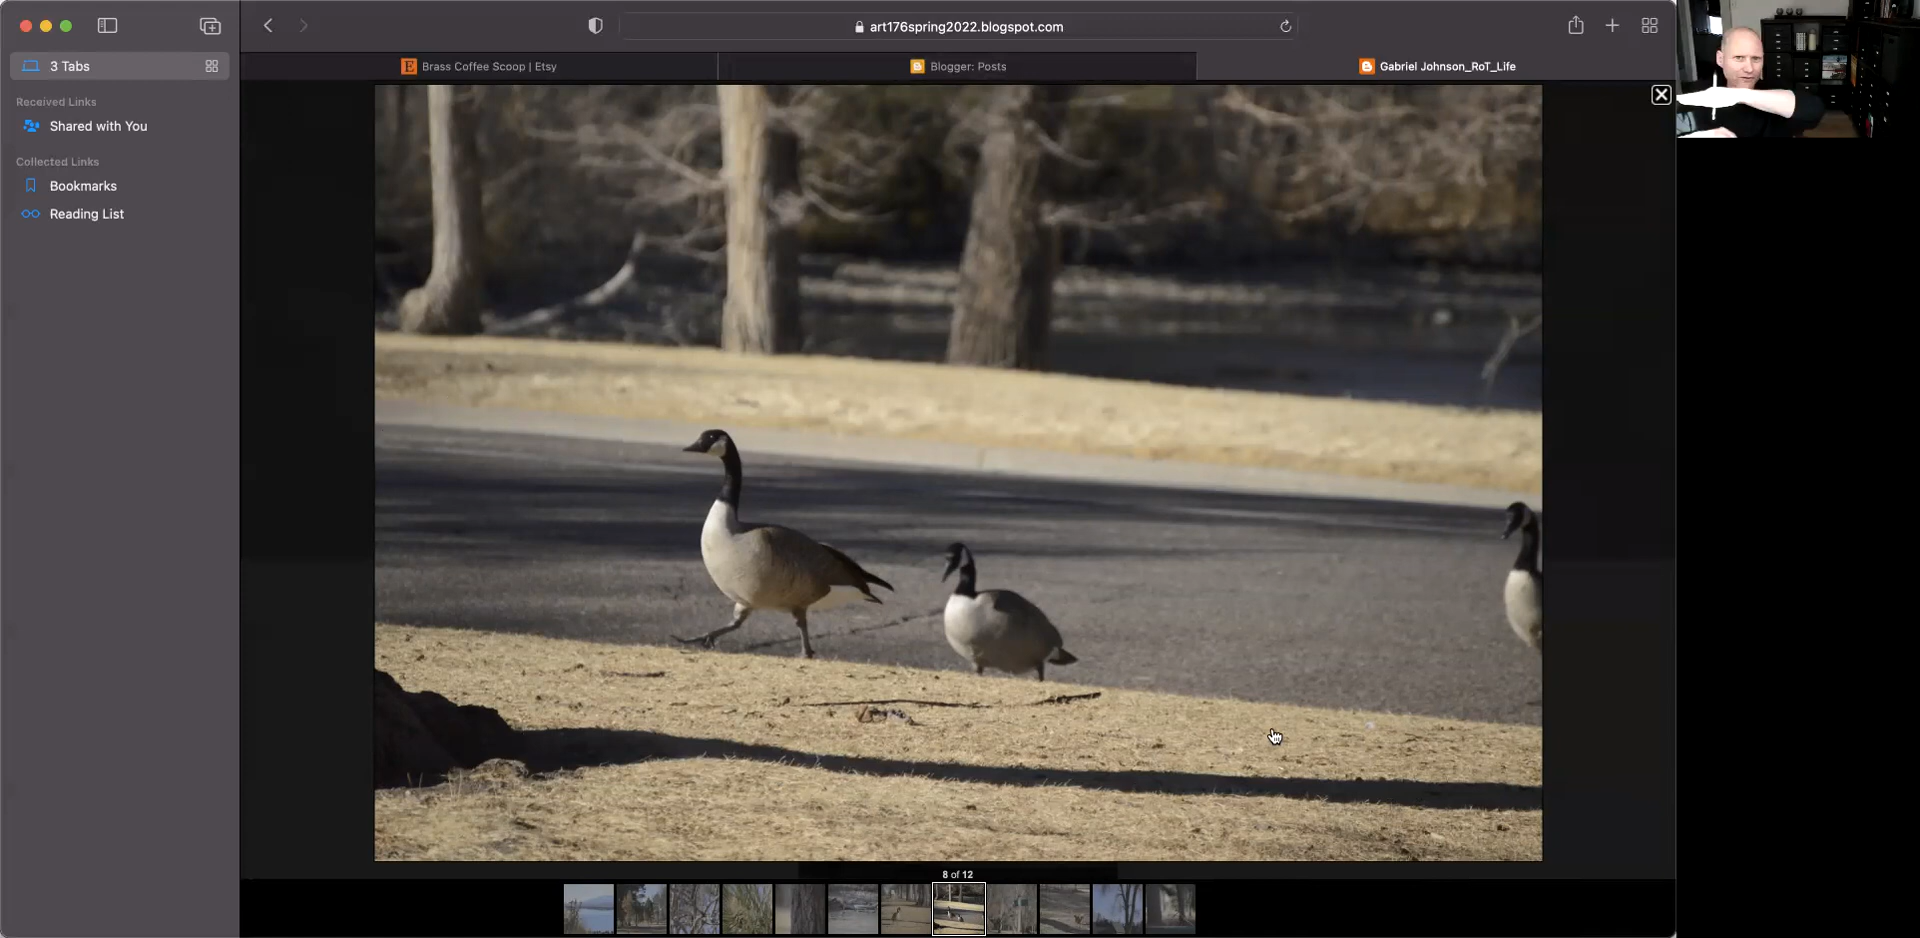 art176spring2022.blogspot.com
3 Tabs
Brass Coffee Scoop | Etsy
Blogger: Posts
Gabriel Johnson_RoT_Life
Received Links
Shared with You
Collected Links
Bookmarks
Reading List
8 of 12